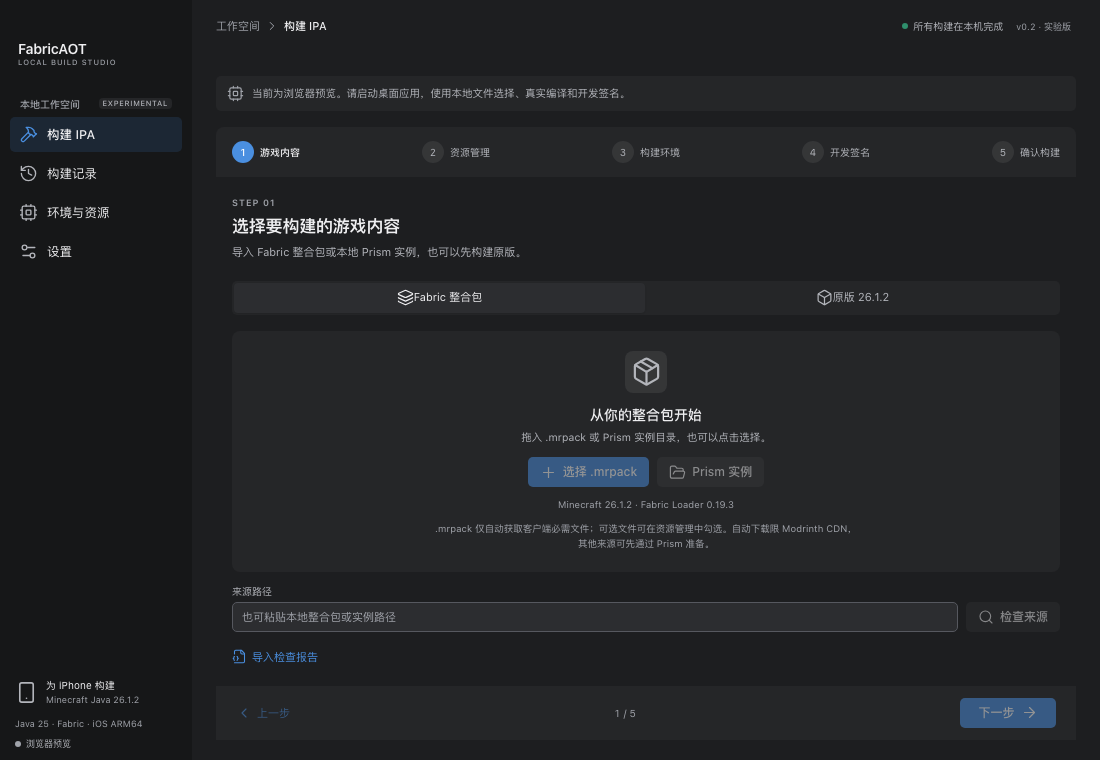 工作空间 > 构建 IPA
所有构建在本机完成
v0.2 · 实验版
FabricAOT
LOCAL BUILD STUDIO
本地工作空间
EXPERIMENTAL
构建 IPA
构建记录
环境与资源
设置
当前为浏览器预览。请启动桌面应用，使用本地文件选择、真实编译和开发签名。
1 游戏内容
2 资源管理
3 构建环境
4 开发签名
5 确认构建
STEP 01
选择要构建的游戏内容
导入 Fabric 整合包或本地 Prism 实例，也可以先构建原版。
Fabric 整合包
原版 26.1.2
从你的整合包开始
拖入 .mrpack 或 Prism 实例目录，也可以点击选择。
选择 .mrpack
Prism 实例
Minecraft 26.1.2 · Fabric Loader 0.19.3
.mrpack 仅自动获取客户端必需文件；可选文件可在资源管理中勾选。自动下载限 Modrinth CDN，
其他来源可先通过 Prism 准备。
来源路径
也可粘贴本地整合包或实例路径
检查来源
导入检查报告
上一步
1 / 5
下一步
为 iPhone 构建
Minecraft Java 26.1.2
Java 25 · Fabric · iOS ARM64
浏览器预览